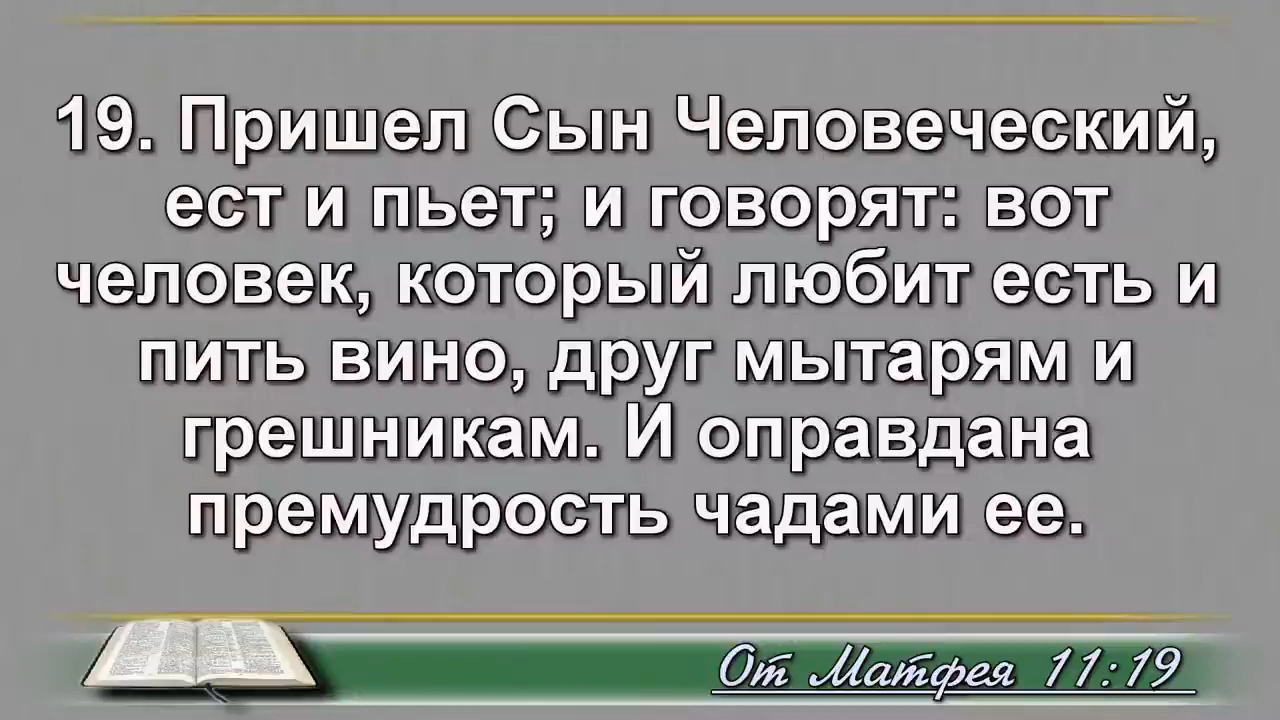 19. Пришел Сын Человеческий,
ест и пьет; и говорят: вот
человек, который любит есть и
пить вино, друг мытарям и
грешникам. И оправдана
премудрость чадами ее.
От Матфея 11:19